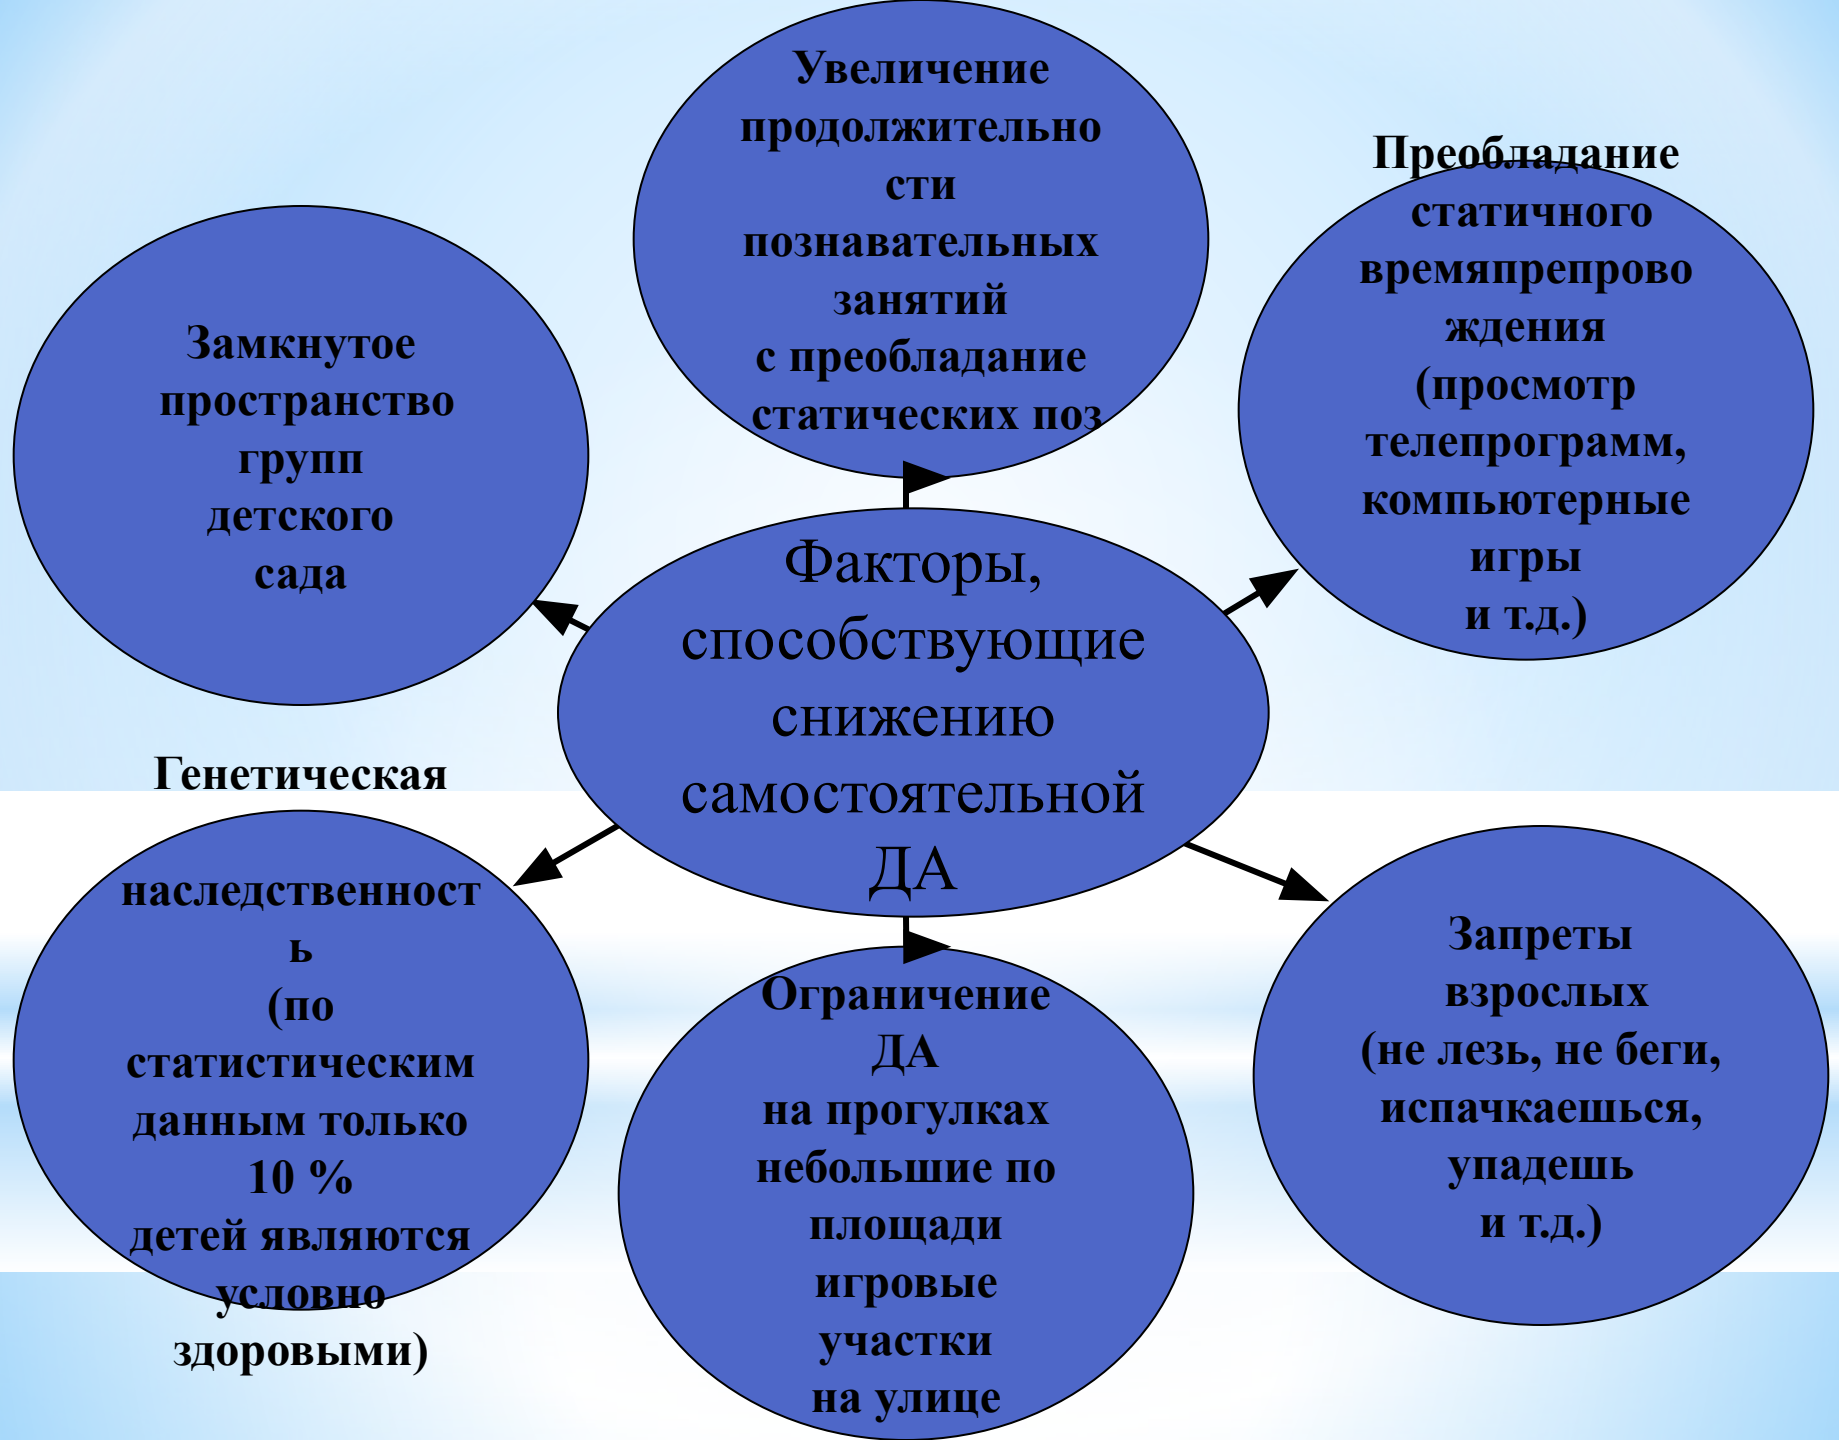 Увеличение
продолжительно
сти
познавательных
занятий
с преобладание
статических поз
Преобладание
статичного
времяпрепрово
ждения
(просмотр
телепрограмм,
компьютерные
игры
и т.д.)
Замкнутое
пространство
групп
детского
сада
Факторы,
способствующие
снижению
самостоятельной
ДА
Генетическая
наследственност
ь
(по
статистическим
данным только
10 %
детей являются
условно
здоровыми)
Ограничение
ДА
на прогулках
небольшие по
площади
игровые
участки
на улице
Запреты
взрослых
(не лезь, не беги,
испачкаешься,
упадешь
и т.д.)